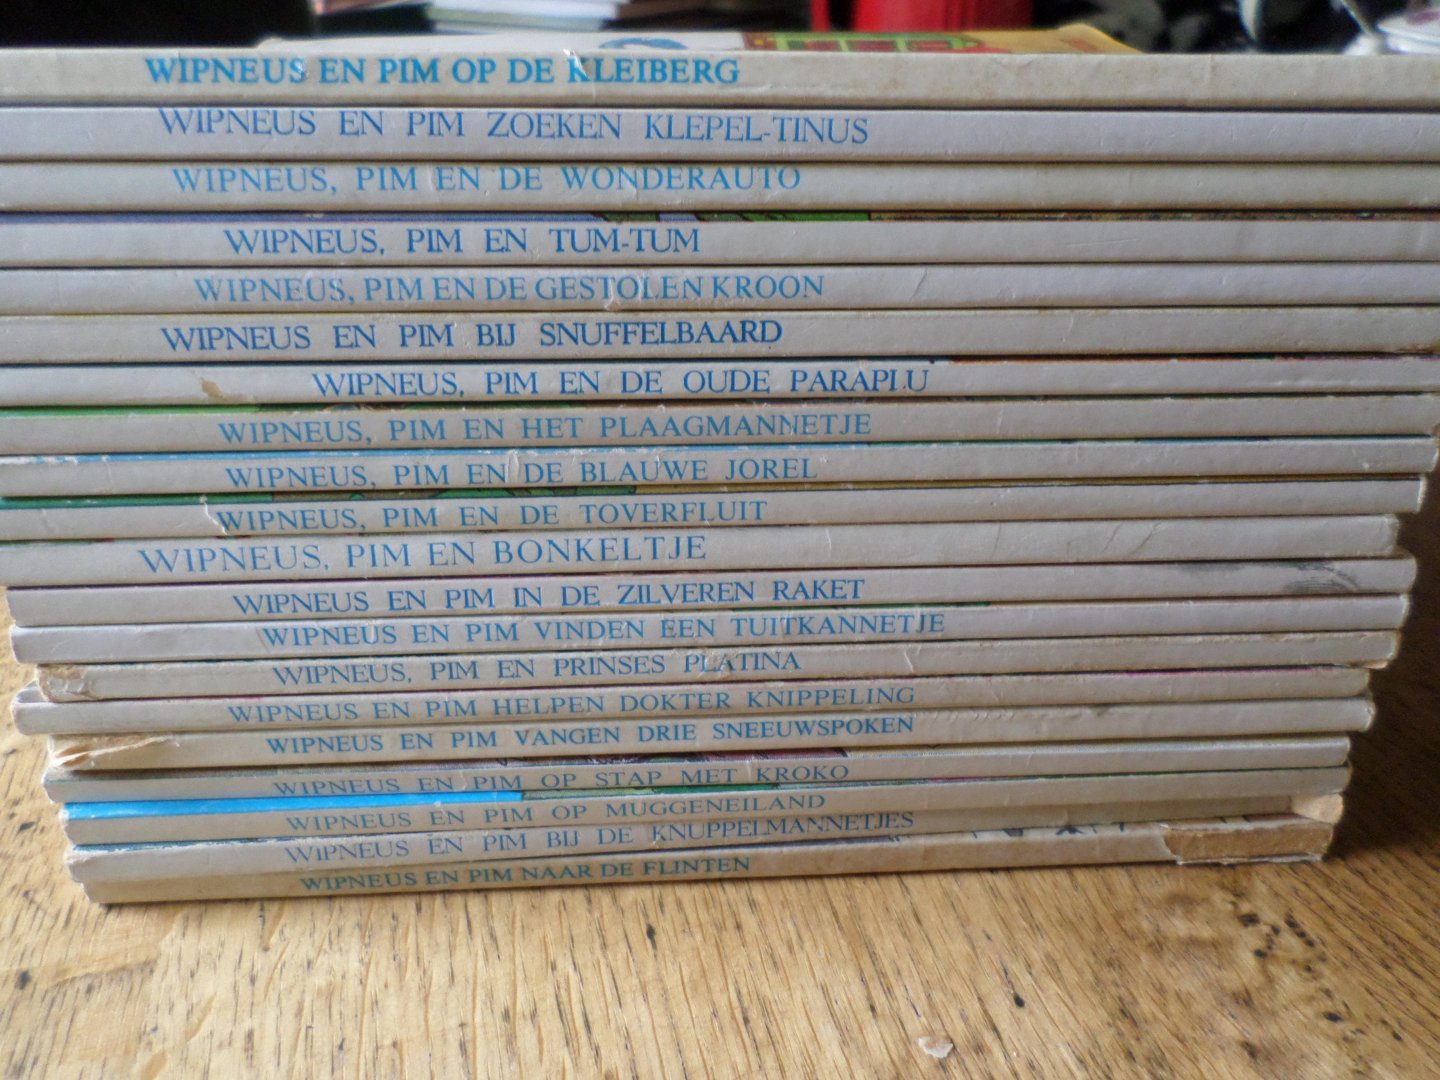 WIPNEUS EN PIM OP DE KLEIBERG
WIPNEUS EN PIM ZOEKEN KLEPEL-TINUS
WIPNEUS, PIM EN DE WONDERAUTO
WIPNEUS, PIM EN TUM-TUM
WIPNEUS, PIM EN DE GESTOLEN KROON
WIPNEUS EN PIM BIJ SNUFFELBAARD
WIPNEUS, PIM EN DE OUDE PARAPLU
WIPNEUS, PIM EN HET PLAAGMANNETJE
WIPNEUS, PIM EN DE BLAUWE JOREL
WIPNEUS, PIM EN DE TOVERFLUIT
WIPNEUS, PIM EN BONKELTJE
WIPNEUS EN PIM IN DE ZILVEREN RAKET
WIPNEUS EN PIM VINDEN EEN TUITKANNETJE
WIPNEUS, PIM EN PRINSES PLATINA
WIPNEUS EN PIM HELPEN DOKTER KNIPPELING
WIPNEUS EN PIM VANGEN DRIE SNEEUWSPOKEN
WIPNEUS EN PIM OP STAP MET KROKO
WIPNEUS EN PIM OP MUGGENEILAND
WIPNEUS EN PIM BIJ DE KNUPPELMANNETJES
WIPNEUS EN PIM NAAR DE FLINTEN